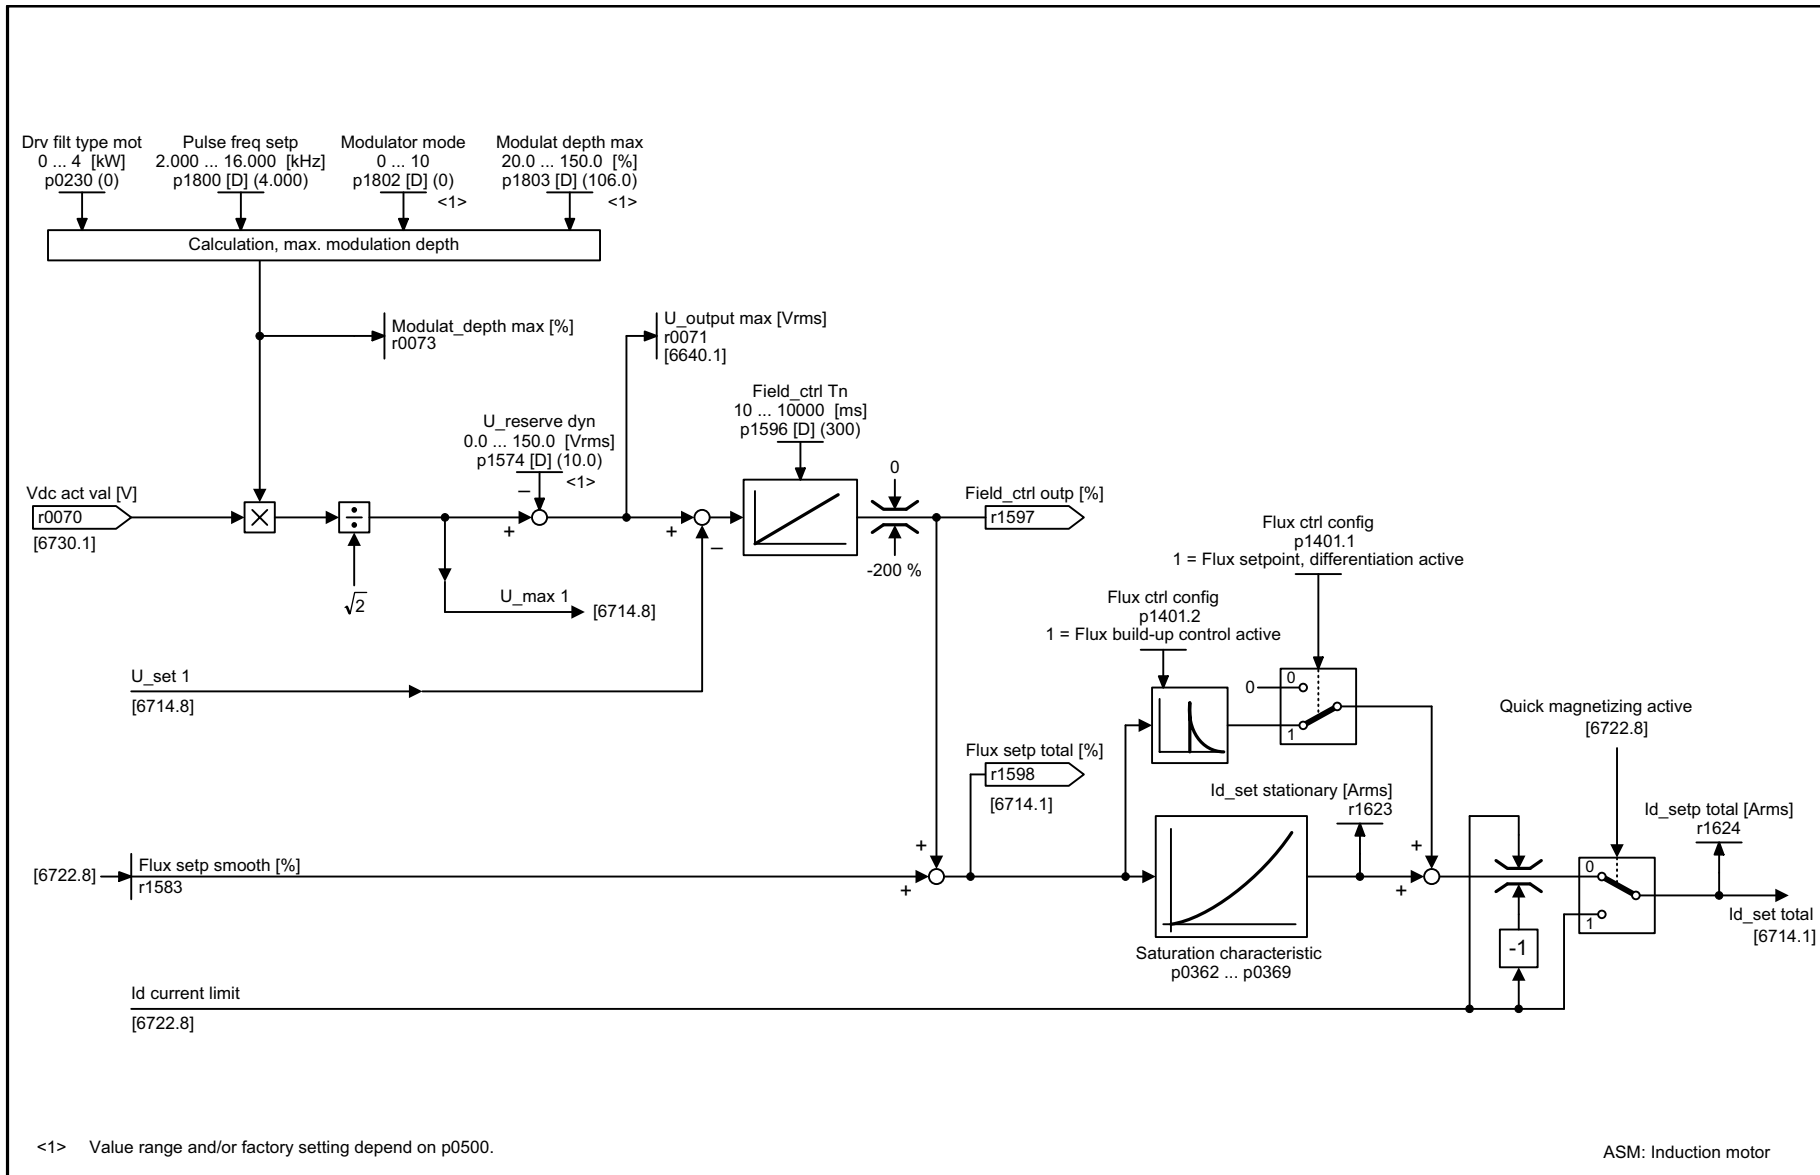 Drv filt type mot
0 ... 4 [kW]
p0230 (0)
Pulse freq setp
2.000 ... 16.000 [kHz]
p1800 [D] (4.000)
Modulator mode
0 ... 10
p1802 [D] (0)
<1>
Modulat depth max
20.0 ... 150.0 [%]
p1803 [D] (106.0)
<1>
Calculation, max. modulation depth
Modulat_depth max [%]
r0073
U_output max [Vrms]
r0071
[6640.1]
Field_ctrl Tn
10 ... 10000 [ms]
p1596 [D] (300)
U_reserve dyn
0.0 ... 150.0 [Vrms]
p1574 [D] (10.0)
<1>
–
Vdc act val [V]
r0070
[6730.1]
×
÷
√2
+
+
–
0
-200 %
Field_ctrl outp [%]
r1597
U_max 1
[6714.8]
Flux ctrl config
p1401.1
1 = Flux setpoint, differentiation active
Flux ctrl config
p1401.2
1 = Flux build-up control active
U_set 1
[6714.8]
0
0
1
Quick magnetizing active
[6722.8]
Flux setp total [%]
r1598
[6714.1]
Id_set stationary [Arms]
r1623
Id_setp total [Arms]
r1624
[6722.8]
Flux setp smooth [%]
r1583
+
+
+
+
0
1
Id_set total
[6714.1]
-1
Saturation characteristic
p0362 ... p0369
Id current limit
[6722.8]
<1> Value range and/or factory setting depend on p0500.
ASM: Induction motor